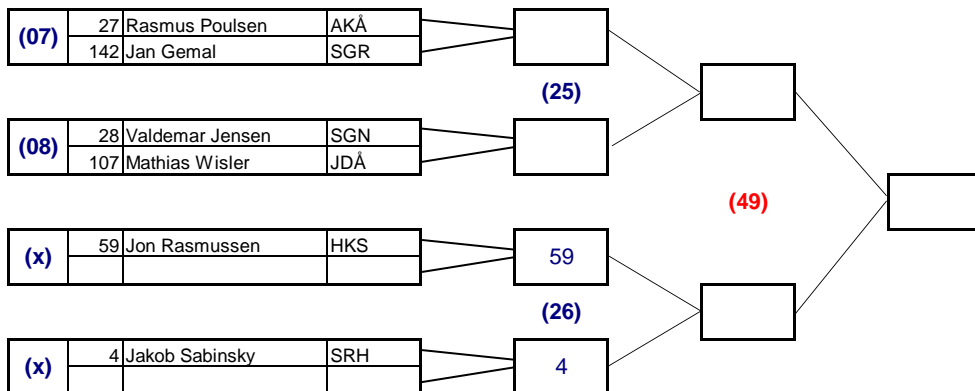 (07) 27 Rasmus Poulsen AKÅ
142 Jan Gemal SGR
(25)
(08) 28 Valdemar Jensen SGN
107 Mathias Wisler JDÅ
(49)
(x) 59 Jon Rasmussen HKS 59
(26)
(x) 4 Jakob Sabinsky SRH 4